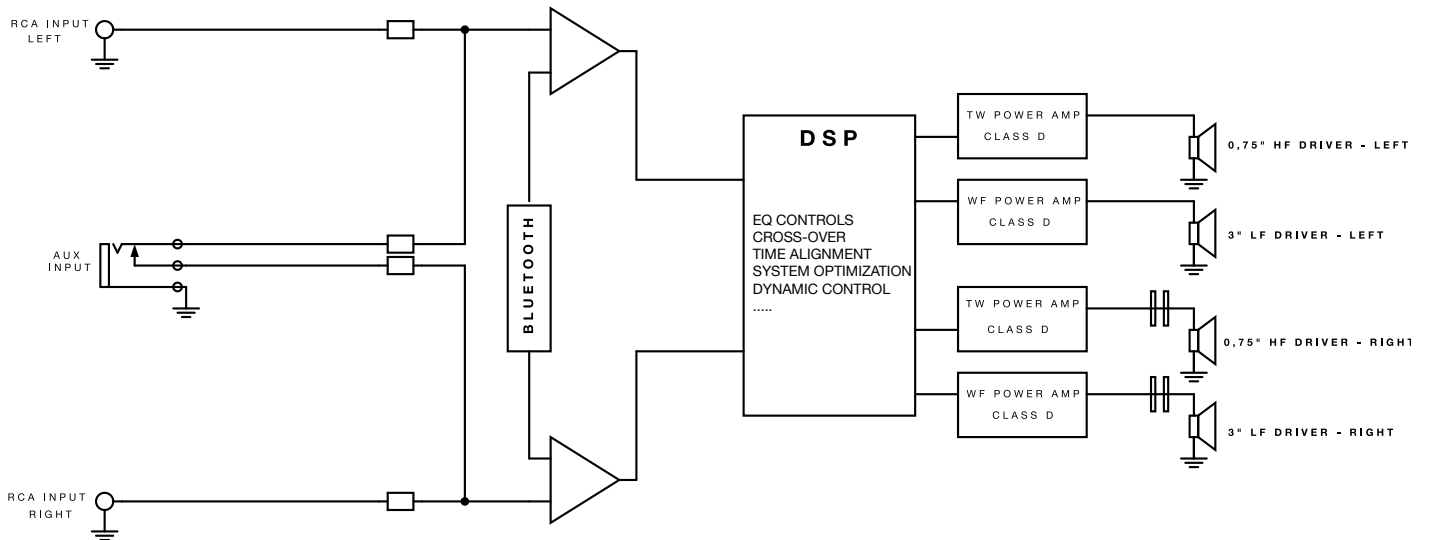 RCA INPUT
LEFT
AUX
INPUT
RCA INPUT
RIGHT
BLUETOOTH
DSP
EQ CONTROLS
CROSS-OVER
TIME ALIGNMENT
SYSTEM OPTIMIZATION
DYNAMIC CONTROL
.....
TW POWER AMP
CLASS D
WF POWER AMP
CLASS D
TW POWER AMP
CLASS D
WF POWER AMP
CLASS D
0,75" HF DRIVER - LEFT
3" LF DRIVER - LEFT
0,75" HF DRIVER - RIGHT
3" LF DRIVER - RIGHT